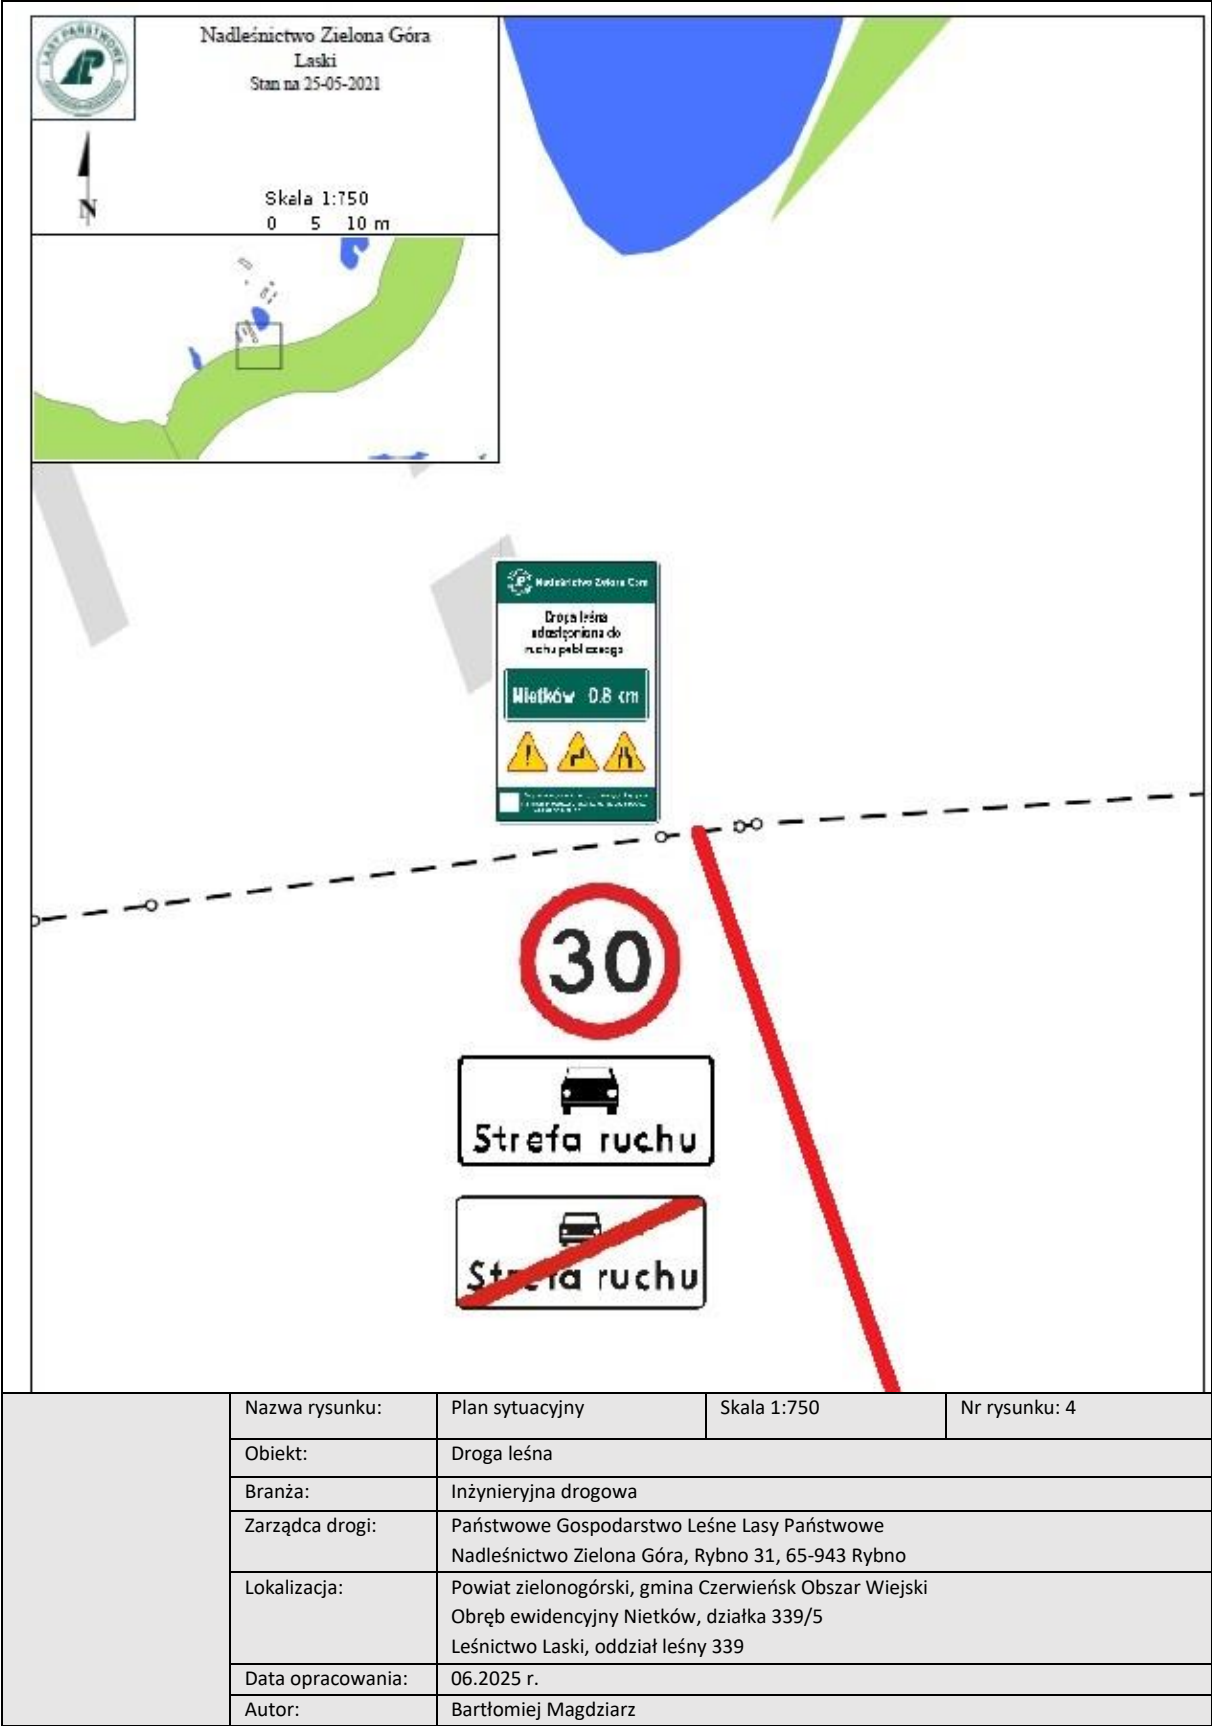 LASY PAŃSTWOWE
Nadleśnictwo Zielona Góra
Laski
Stan na 25-05-2021
N
Skala 1:750
0 5 10 m
Nadleśnictwo Zielona Góra
Droga leśna
udostępniona do
ruchu publicznego
Nietków 0.8 km
30
Strefa ruchu
Strefa ruchu
Nazwa rysunku: Plan sytuacyjny Skala 1:750 Nr rysunku: 4
Obiekt: Droga leśna
Branża: Inżynieryjna drogowa
Zarządca drogi: Państwowe Gospodarstwo Leśne Lasy Państwowe
Nadleśnictwo Zielona Góra, Rybno 31, 65-943 Rybno
Lokalizacja: Powiat zielonogórski, gmina Czerwieńsk Obszar Wiejski
Obręb ewidencyjny Nietków, działka 339/5
Leśnictwo Laski, oddział leśny 339
Data opracowania: 06.2025 r.
Autor: Bartłomiej Magdziarz